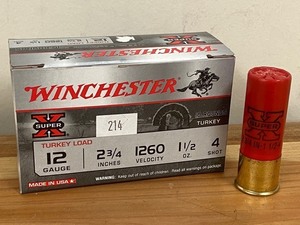 WINCHESTER
WINCHESTER
X
SUPER
214
TURKEY
TURKEY LOAD
12
GAUGE
2 3/4
INCHES
1260
VELOCITY
1 1/2
OZ.
4
SHOT
MADE IN USA
WARNING: Keep out of reach of children. Read all warnings on package.
X
SUPER